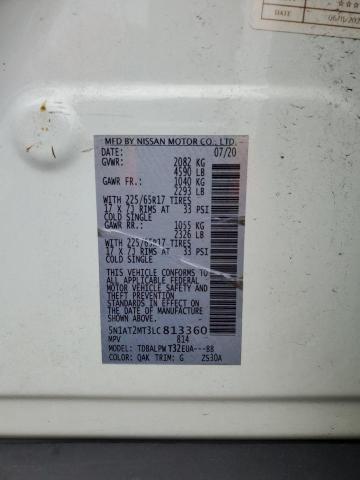 DATE
MFD BY NISSAN MOTOR CO., LTD.
DATE: 07/20
GVWR: 2082 KG
4590 LB
GAWR FR: 1040 KG
2293 LB
WITH 225/65R17 TIRES
17 X 7J RIMS AT 33 PSI
COLD SINGLE
GAWR RR: 1055 KG
2326 LB
WITH 225/65R17 TIRES
17 X 7J RIMS AT 33 PSI
COLD SINGLE
THIS VEHICLE CONFORMS TO
ALL APPLICABLE FEDERAL
MOTOR VEHICLE SAFETY AND
THEFT PREVENTION
STANDARDS IN EFFECT ON
THE DATE OF MANUFACTURE
5N1AT2MT3LC813360
MPV 814
MODEL: TDBALPW T32EUA---88
COLOR: QAK TRIM: G ZS30A